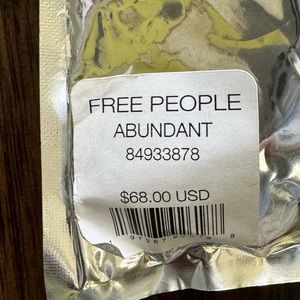 FREE PEOPLE
ABUNDANT
84933878
$68.00 USD